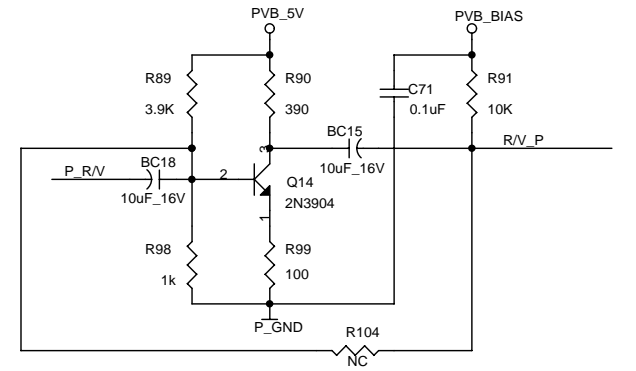 PVB_5V
PVB_BIAS
R89
R90
C71
R91
3.9K
390
0.1uF
10K
BC15
R/V_P
3
P_R/V
BC18
2
10uF_16V
10uF_16V
Q14
2N3904
1
R98
R99
1k
100
P_GND
R104
NC